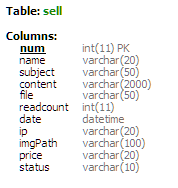 Table: sell
Columns:
num int(11) PK
name varchar(20)
subject varchar(50)
content varchar(2000)
file varchar(50)
readcount int(11)
date datetime
ip varchar(20)
imgPath varchar(100)
price varchar(20)
status varchar(10)